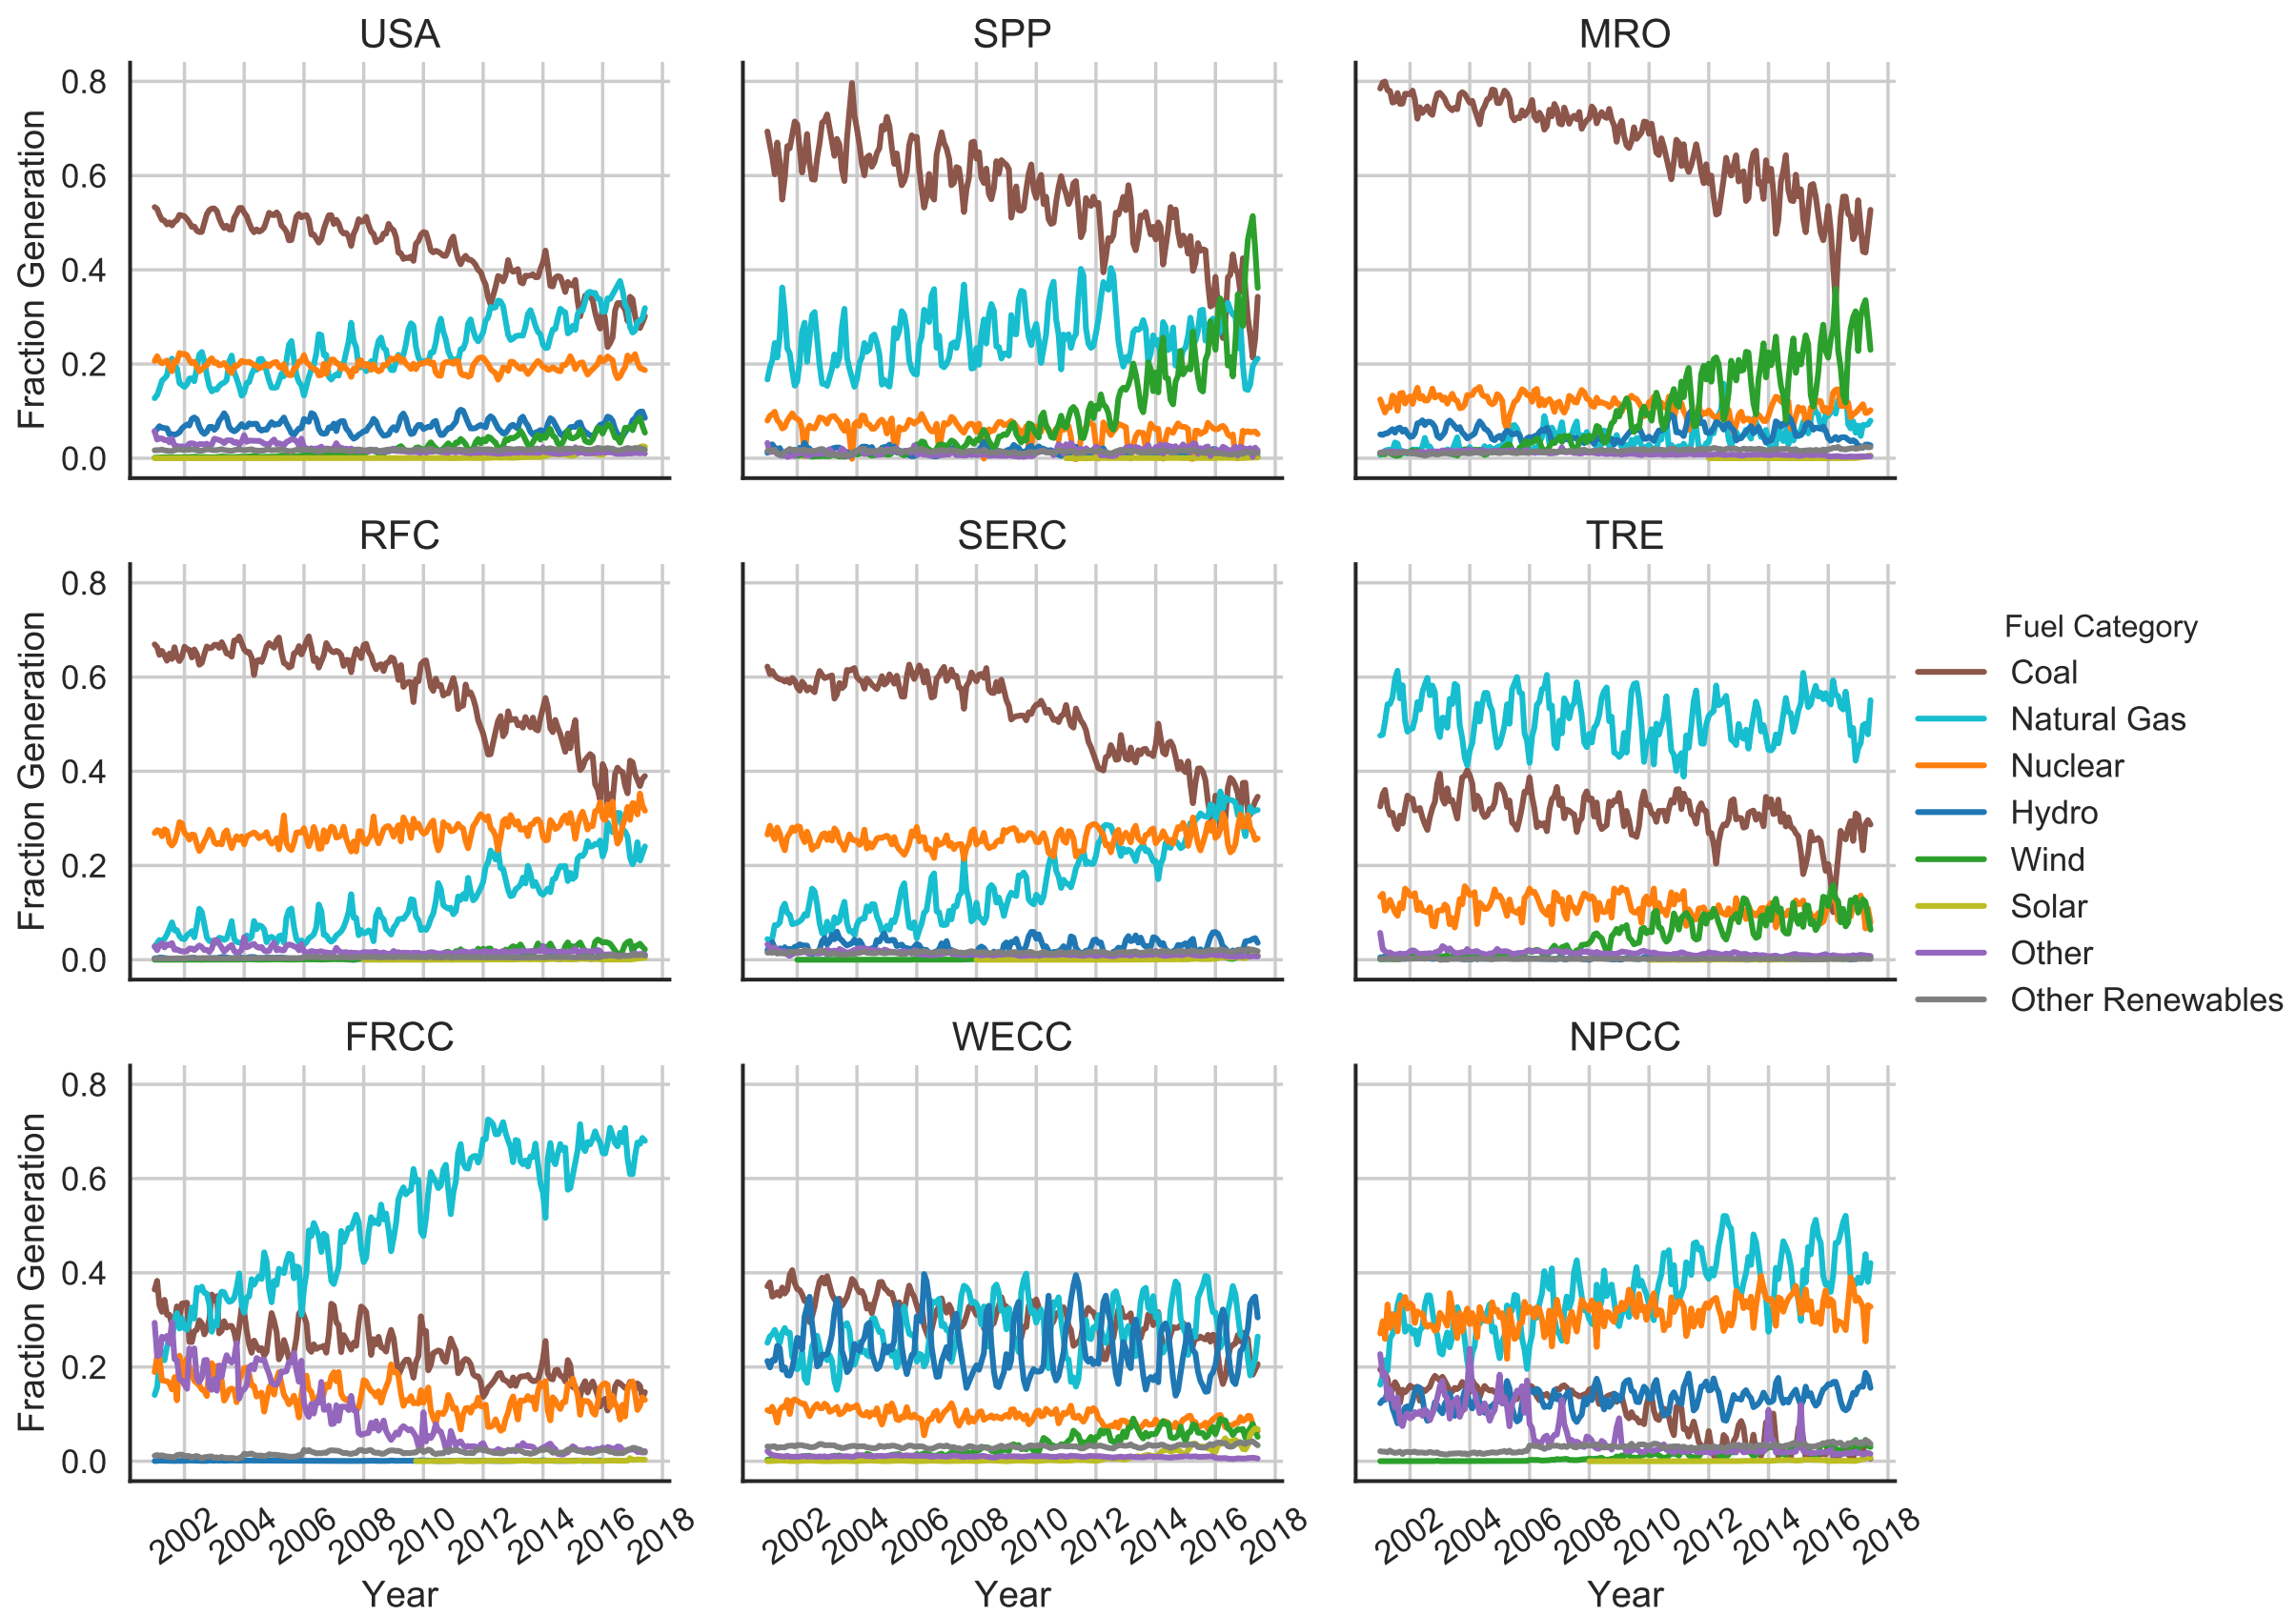 USA
SPP
MRO
Fraction Generation
0.8
0.6
0.4
0.2
0.0
RFC
SERC
TRE
Fraction Generation
0.8
0.6
0.4
0.2
0.0
Fuel Category
Coal
Natural Gas
Nuclear
Hydro
Wind
Solar
Other
Other Renewables
FRCC
WECC
NPCC
Fraction Generation
0.8
0.6
0.4
0.2
0.0
2002 2004 2006 2008 2010 2012 2014 2016 2018
2002 2004 2006 2008 2010 2012 2014 2016 2018
2002 2004 2006 2008 2010 2012 2014 2016 2018
Year
Year
Year